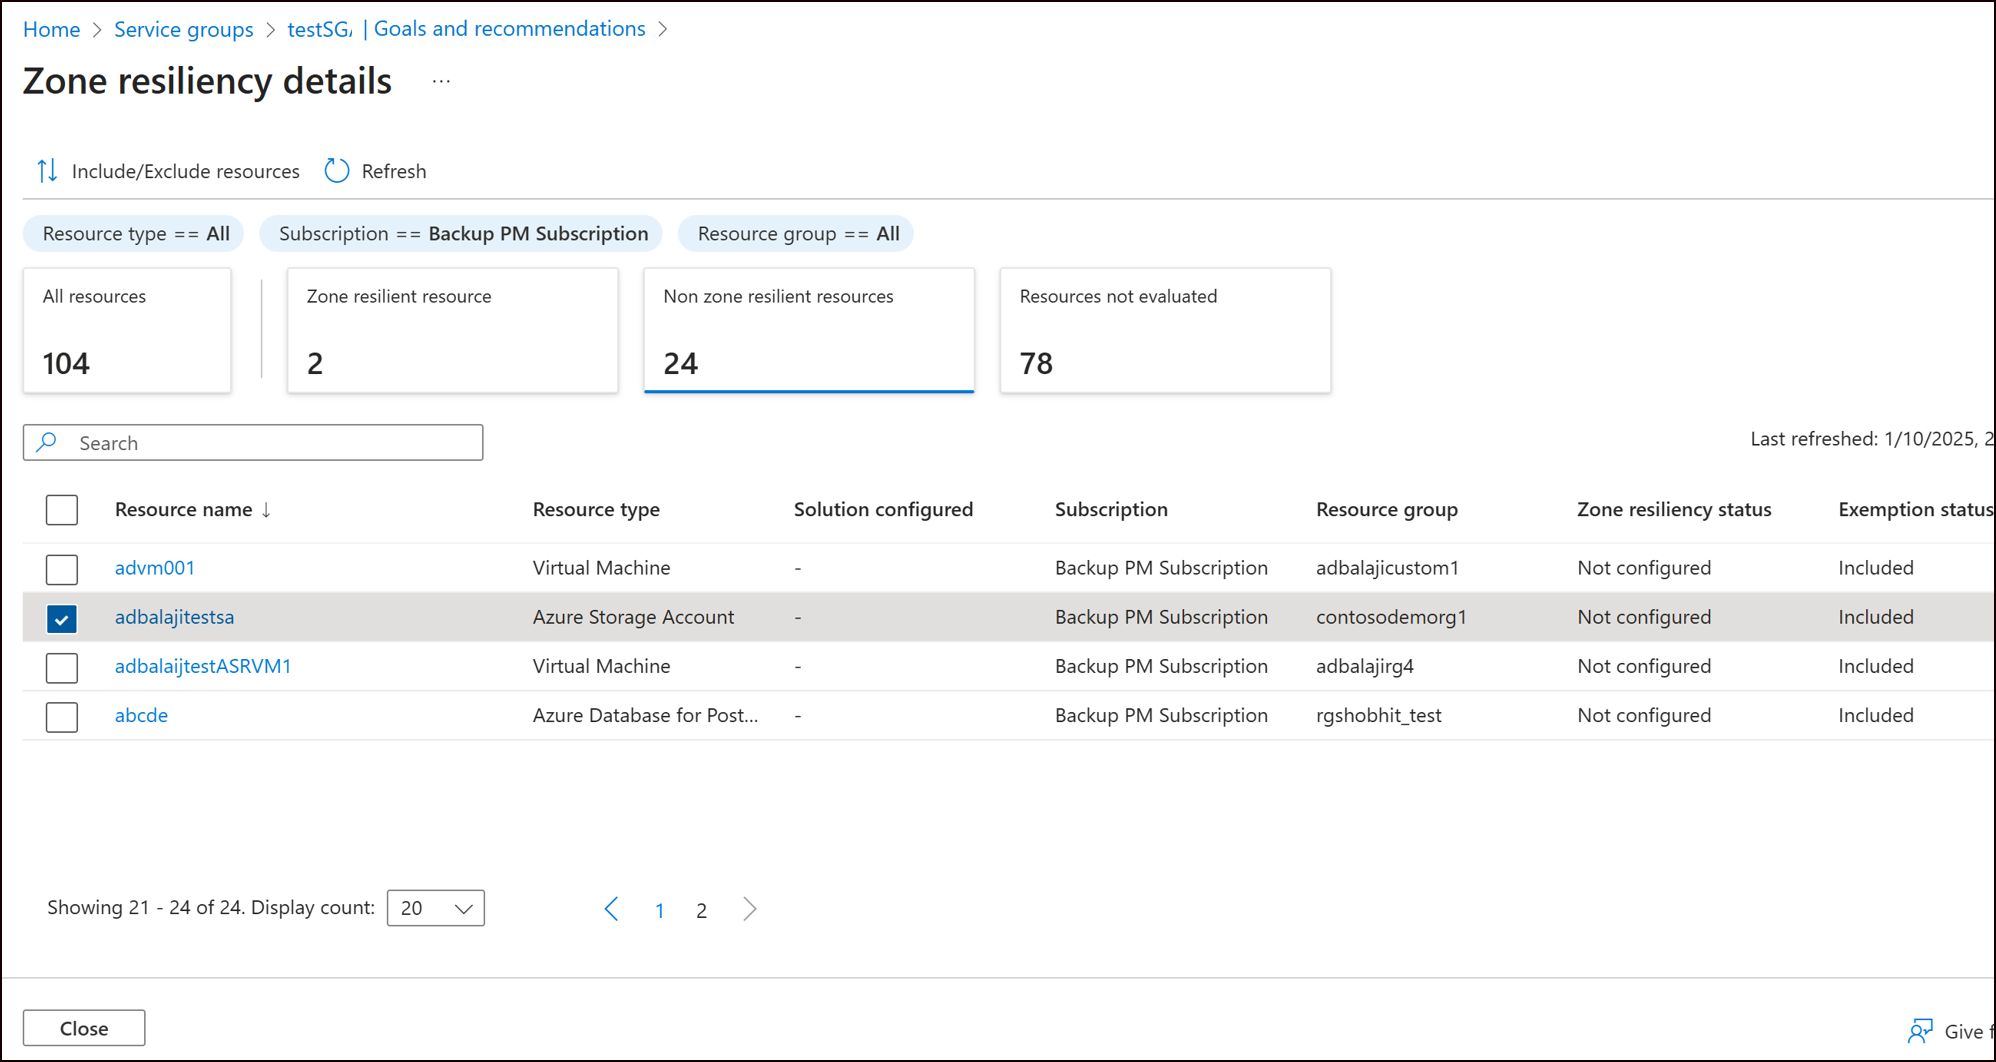 Home > Service groups > testSGA | Goals and recommendations >
Zone resiliency details ...
Include/Exclude resources Refresh
Resource type == All Subscription == Backup PM Subscription Resource group == All
All resources Zone resilient resource Non zone resilient resources Resources not evaluated
104 2 24 78
Search
Last refreshed: 1/10/2025, 2
Resource name ↓ Resource type Solution configured Subscription Resource group Zone resiliency status Exemption status
advm001 Virtual Machine - Backup PM Subscription adbalajicustom1 Not configured Included
adbalajitestsa Azure Storage Account - Backup PM Subscription contosodemorg1 Not configured Included
adbalaijtestASRVM1 Virtual Machine - Backup PM Subscription adbalajirg4 Not configured Included
abcde Azure Database for Post... - Backup PM Subscription rgshobhit_test Not configured Included
Showing 21 - 24 of 24. Display count: 20 < 1 2 >
Close
Give f